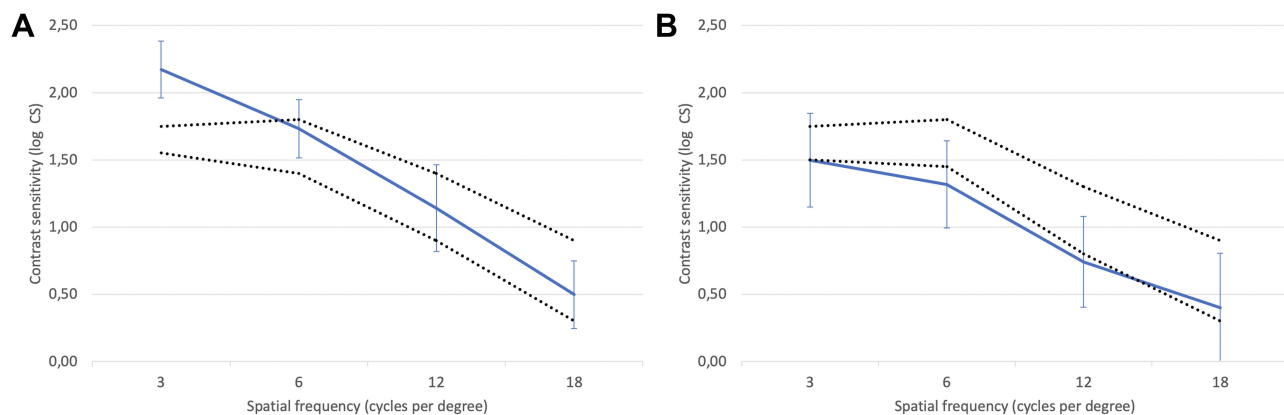 A
2,50
2,00
1,50
1,00
0,50
0,00
Contrast sensitivity (log CS)
3 6 12 18
Spatial frequency (cycles per degree)
B
2,50
2,00
1,50
1,00
0,50
0,00
Contrast sensitivity (log CS)
3 6 12 18
Spatial frequency (cycles per degree)